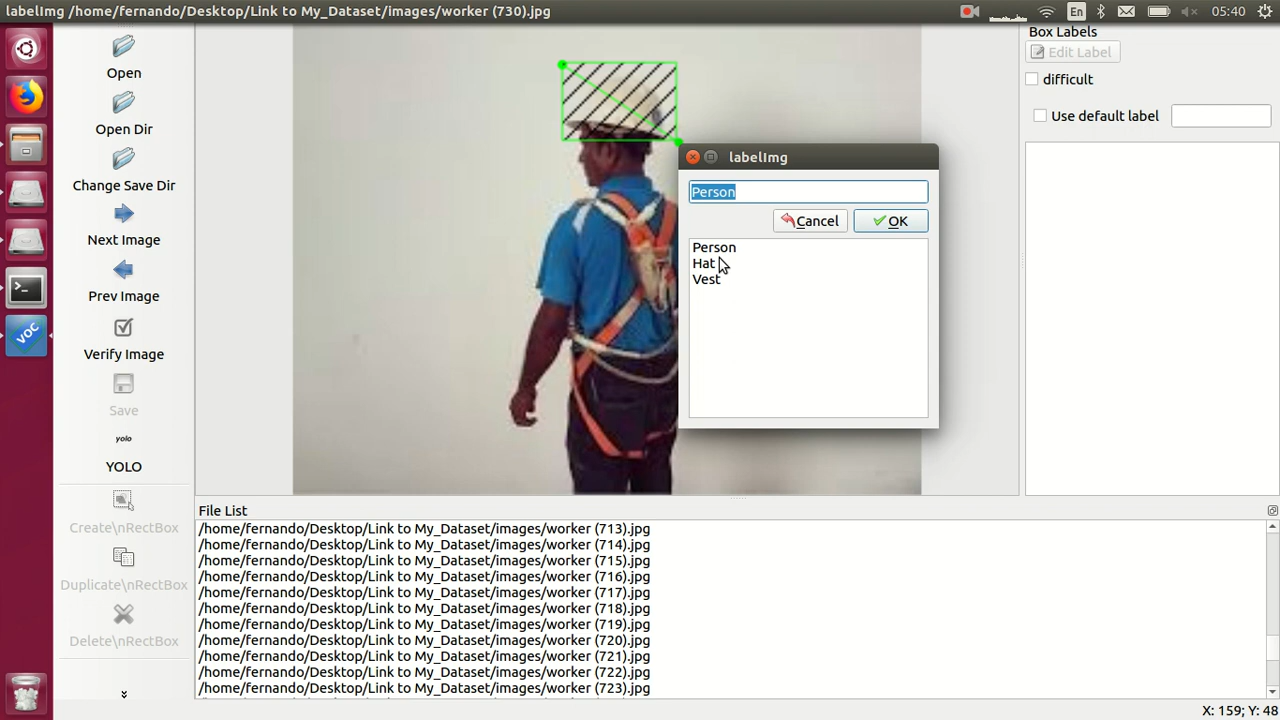 labelImg /home/fernando/Desktop/Link to My_Dataset/images/worker (730).jpg
En
05:40
Open
Open Dir
Change Save Dir
Next Image
Prev Image
Verify Image
Save
yolo
YOLO
Create\nRectBox
Duplicate\nRectBox
Delete\nRectBox
VOC
labelImg
Person
Cancel
OK
Person
Hat
Vest
Box Labels
Edit Label
difficult
Use default label
File List
/home/fernando/Desktop/Link to My_Dataset/images/worker (713).jpg
/home/fernando/Desktop/Link to My_Dataset/images/worker (714).jpg
/home/fernando/Desktop/Link to My_Dataset/images/worker (715).jpg
/home/fernando/Desktop/Link to My_Dataset/images/worker (716).jpg
/home/fernando/Desktop/Link to My_Dataset/images/worker (717).jpg
/home/fernando/Desktop/Link to My_Dataset/images/worker (718).jpg
/home/fernando/Desktop/Link to My_Dataset/images/worker (719).jpg
/home/fernando/Desktop/Link to My_Dataset/images/worker (720).jpg
/home/fernando/Desktop/Link to My_Dataset/images/worker (721).jpg
/home/fernando/Desktop/Link to My_Dataset/images/worker (722).jpg
/home/fernando/Desktop/Link to My_Dataset/images/worker (723).jpg
X: 159; Y: 48